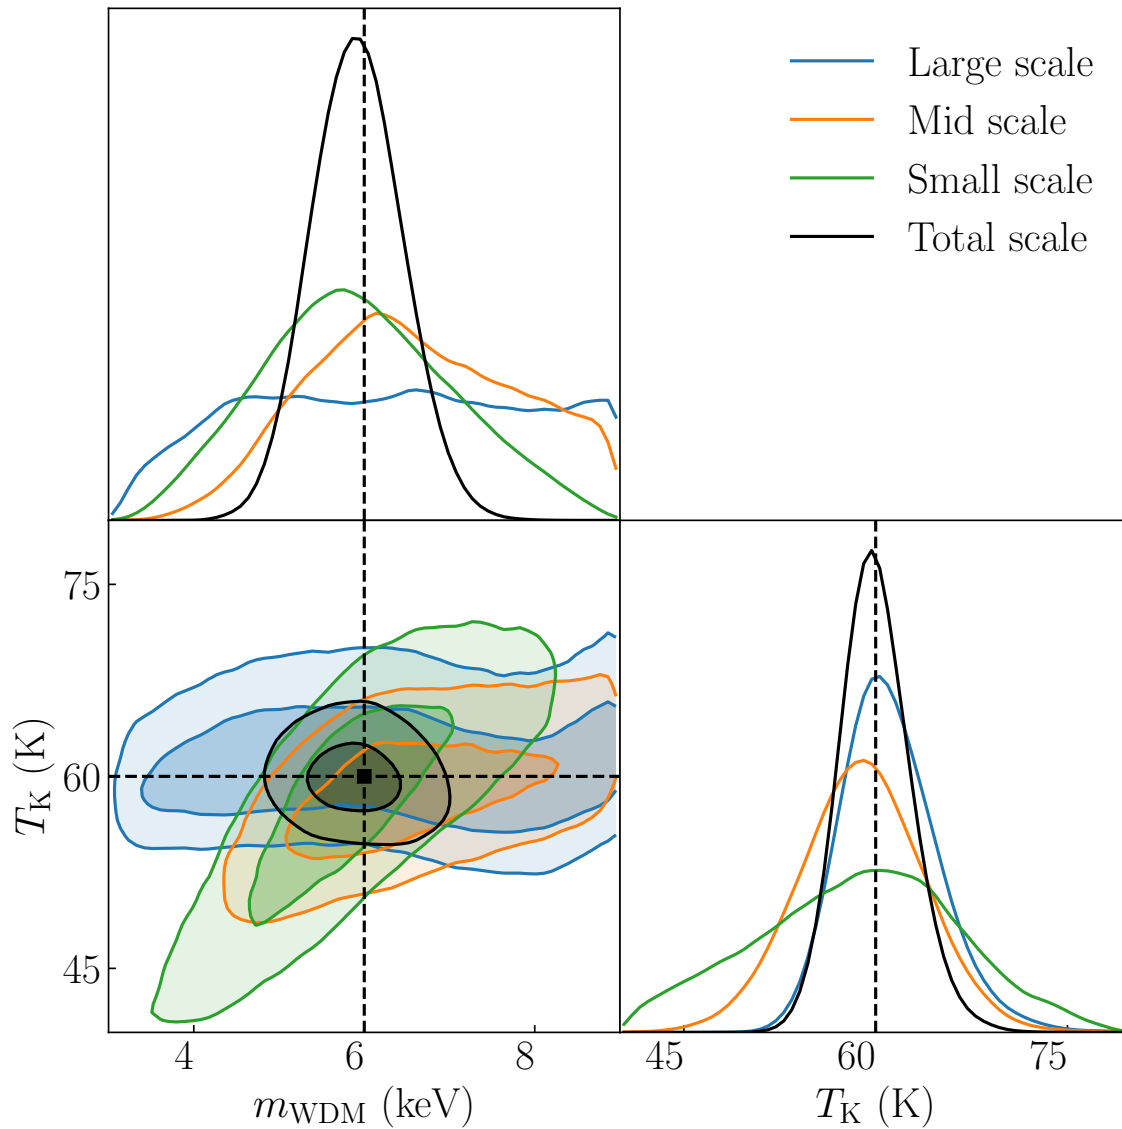 Large scale
Mid scale
Small scale
Total scale
75
60
45
T_K (K)
4 6 8
m_WDM (keV)
45 60 75
T_K (K)